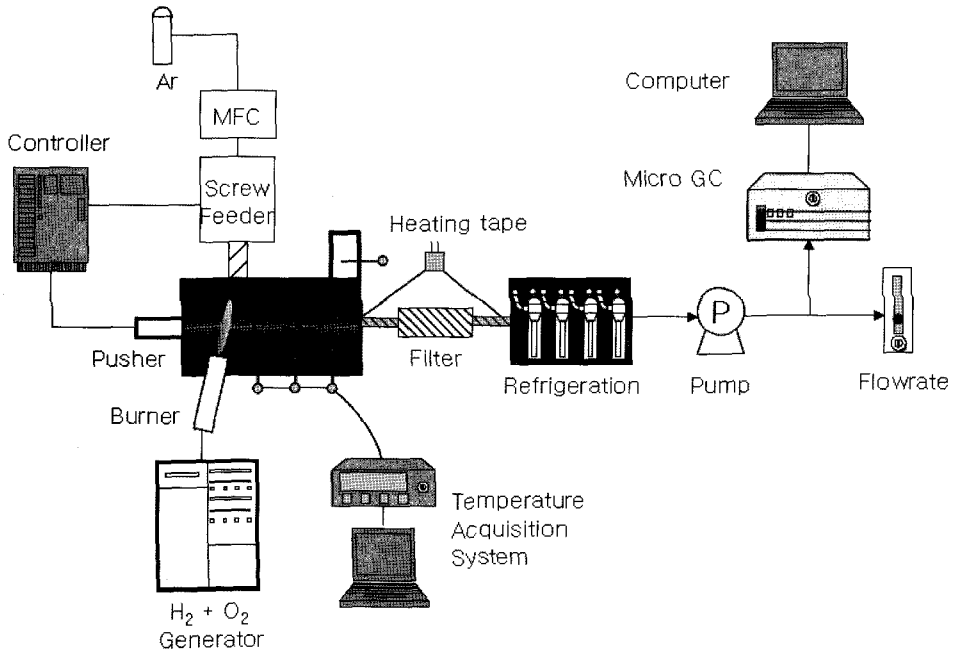 Ar
MFC
Controller
Screw
Feeder
Heating tape
Computer
Micro GC
Pusher
Filter
Refrigeration
P
Pump
Flowrate
Burner
Temperature
Acquisition
System
H₂ + O₂
Generator